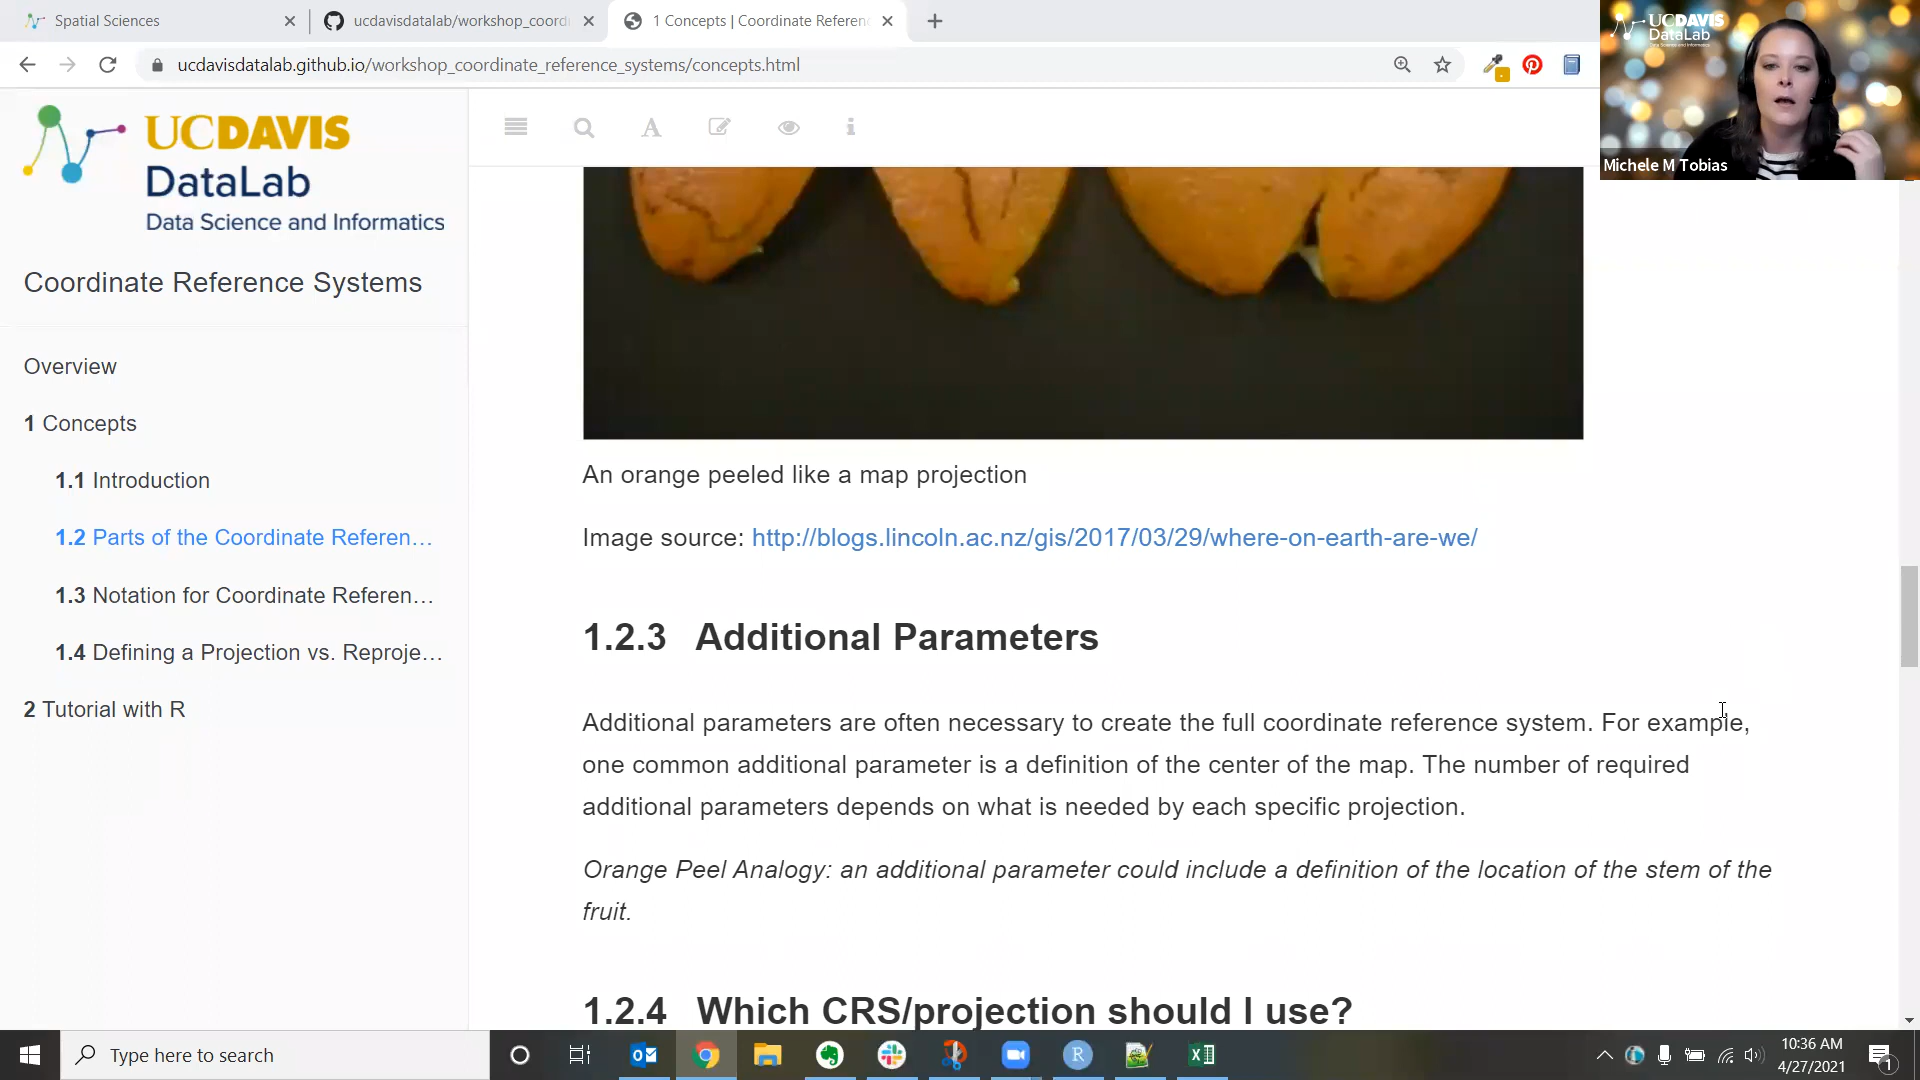 Spatial Sciences
ucdavisdatalab/workshop_coord
1 Concepts | Coordinate Referen
ucdavisdatalab.github.io/workshop_coordinate_reference_systems/concepts.html
UCDAVIS
DataLab
Data Science and Informatics
Michele M Tobias
UCDAVIS
DataLab
Data Science and Informatics
Coordinate Reference Systems
Overview
1 Concepts
1.1 Introduction
1.2 Parts of the Coordinate Referen…
1.3 Notation for Coordinate Referen…
1.4 Defining a Projection vs. Reproje…
2 Tutorial with R
A
i
An orange peeled like a map projection
Image source: http://blogs.lincoln.ac.nz/gis/2017/03/29/where-on-earth-are-we/
1.2.3 Additional Parameters
Additional parameters are often necessary to create the full coordinate reference system. For example,
one common additional parameter is a definition of the center of the map. The number of required
additional parameters depends on what is needed by each specific projection.
Orange Peel Analogy: an additional parameter could include a definition of the location of the stem of the
fruit.
1.2.4 Which CRS/projection should I use?
Type here to search
R
10:36 AM
4/27/2021
1